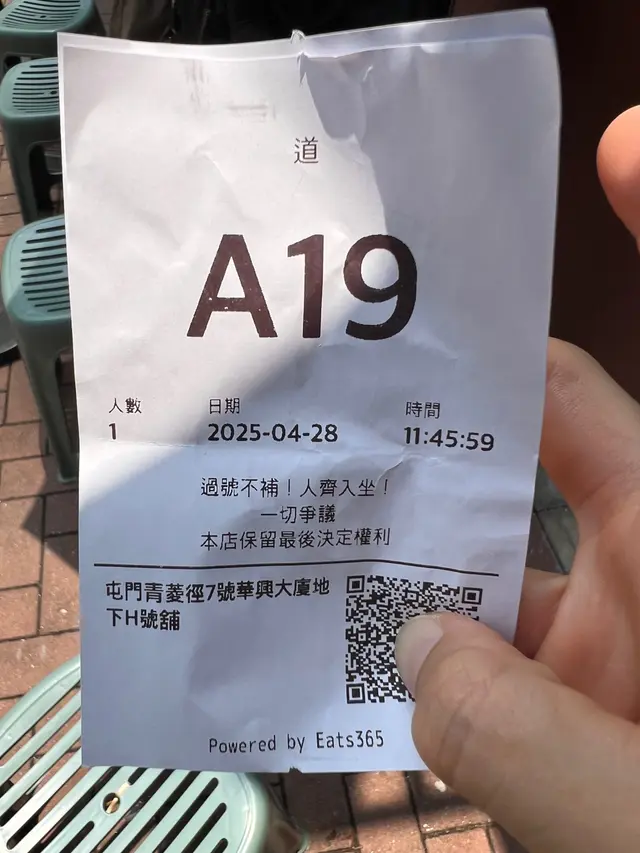 道
A19
人數 日期 時間
1 2025-04-28 11:45:59
過號不補！人齊入坐！
一切爭議
本店保留最後決定權利
屯門青菱徑7號華興大廈地
下H號舖
Powered by Eats365